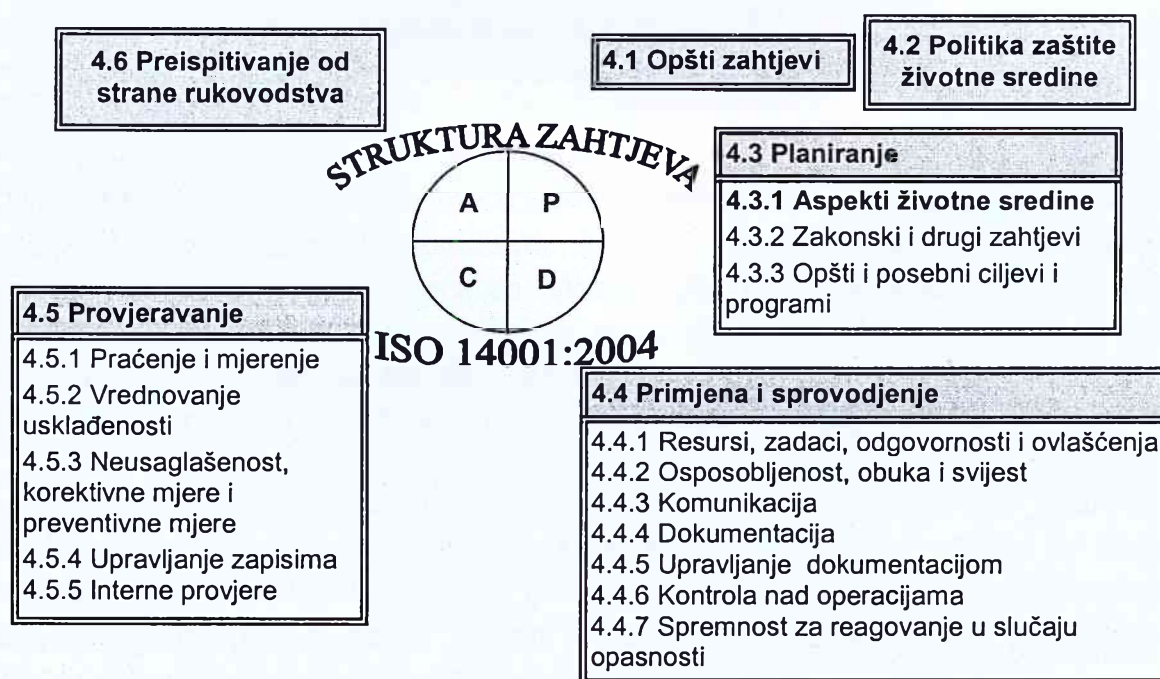 4.6 Preispitivanje od
strane rukovodstva
4.1 Opšti zahtjevi
4.2 Politika zaštite
životne sredine
STRUKTURA ZAHTJEVA
A
P
C
D
ISO 14001:2004
4.3 Planiranje
4.3.1 Aspekti životne sredine
4.3.2 Zakonski i drugi zahtjevi
4.3.3 Opšti i posebni ciljevi i
programi
4.5 Provjeravanje
4.5.1 Praćenje i mjerenje
4.5.2 Vrednovanje
usklađenosti
4.5.3 Neusaglašenost,
korektivne mjere i
preventivne mjere
4.5.4 Upravljanje zapisima
4.5.5 Interne provjere
4.4 Primjena i sprovodjenje
4.4.1 Resursi, zadaci, odgovornosti i ovlašćenja
4.4.2 Osposobljenost, obuka i svijest
4.4.3 Komunikacija
4.4.4 Dokumentacija
4.4.5 Upravljanje dokumentacijom
4.4.6 Kontrola nad operacijama
4.4.7 Spremnost za reagovanje u slučaju
opasnosti